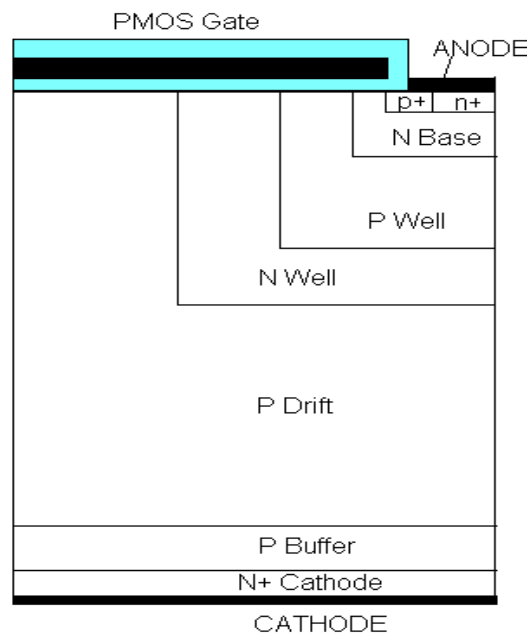 PMOS Gate
ANODE
p+ n+
N Base
P Well
N Well
P Drift
P Buffer
N+ Cathode
CATHODE